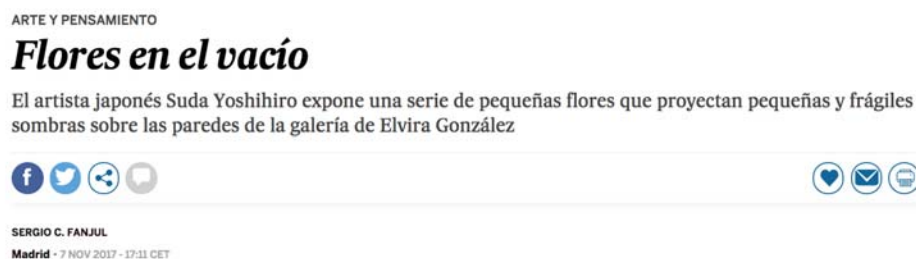 ARTE Y PENSAMIENTO
Flores en el vacío
El artista japonés Suda Yoshihiro expone una serie de pequeñas flores que proyectan pequeñas y frágiles
sombras sobre las paredes de la galería de Elvira González
f
SERGIO C. FANJUL
Madrid - 7 NOV 2017 - 17:11 CET